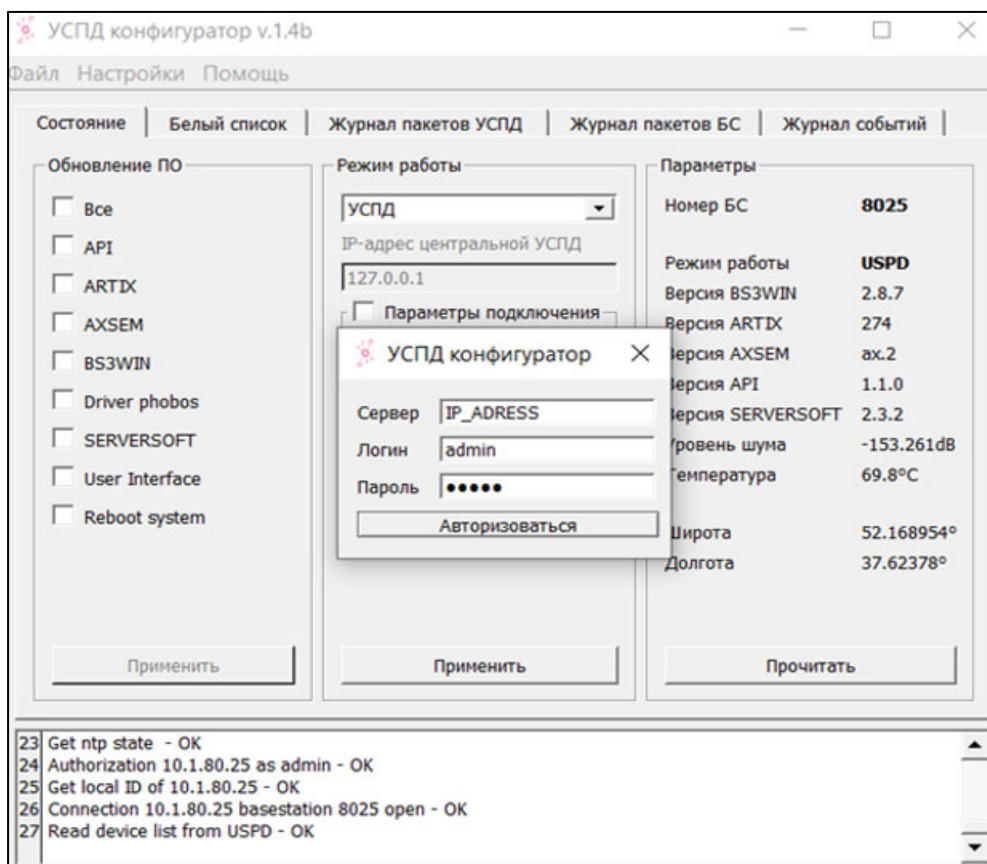 УСПД конфигуратор v.1.4b
Файл Настройки Помощь
Состояние Белый список Журнал пакетов УСПД Журнал пакетов БС Журнал событий
Обновление ПО
Все
API
ARTIX
AXSEM
BS3WIN
Driver phobos
SERVERSOFT
User Interface
Reboot system
Применить
Режим работы
УСПД
IP-адрес центральной УСПД
127.0.0.1
Параметры подключения
Применить
УСПД конфигуратор
Сервер IP_ADRESS
Логин admin
Пароль ●●●●●
Авторизоваться
Параметры
Номер БС 8025
Режим работы USPD
Версия BS3WIN 2.8.7
Версия ARTIX 274
Версия AXSEM ax.2
Версия API 1.1.0
Версия SERVERSOFT 2.3.2
Уровень шума -153.261dB
Температура 69.8°C
Широта 52.168954°
Долгота 37.62378°
Прочитать
23 Get ntp state - OK
24 Authorization 10.1.80.25 as admin - OK
25 Get local ID of 10.1.80.25 - OK
26 Connection 10.1.80.25 basestation 8025 open - OK
27 Read device list from USPD - OK